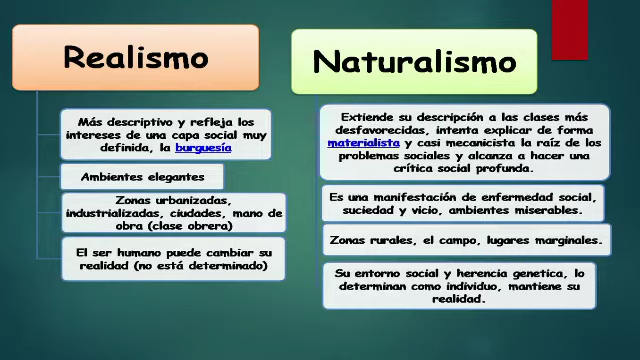 Realismo
Más descriptivo y refleja los
intereses de una capa social muy
definida, la burguesía
Ambientes elegantes
Zonas urbanizadas,
industrializadas, ciudades, mano de
obra (clase obrera)
El ser humano puede cambiar su
realidad (no está determinado)
Naturalismo
Extiende su descripción a las clases más
desfavorecidas, intenta explicar de forma
materialista y casi mecanicista la raíz de los
problemas sociales y alcanza a hacer una
crítica social profunda.
Es una manifestación de enfermedad social,
suciedad y vicio, ambientes miserables.
Zonas rurales, el campo, lugares marginales.
Su entorno social y herencia genetica, lo
determinan como individuo, mantiene su
realidad.